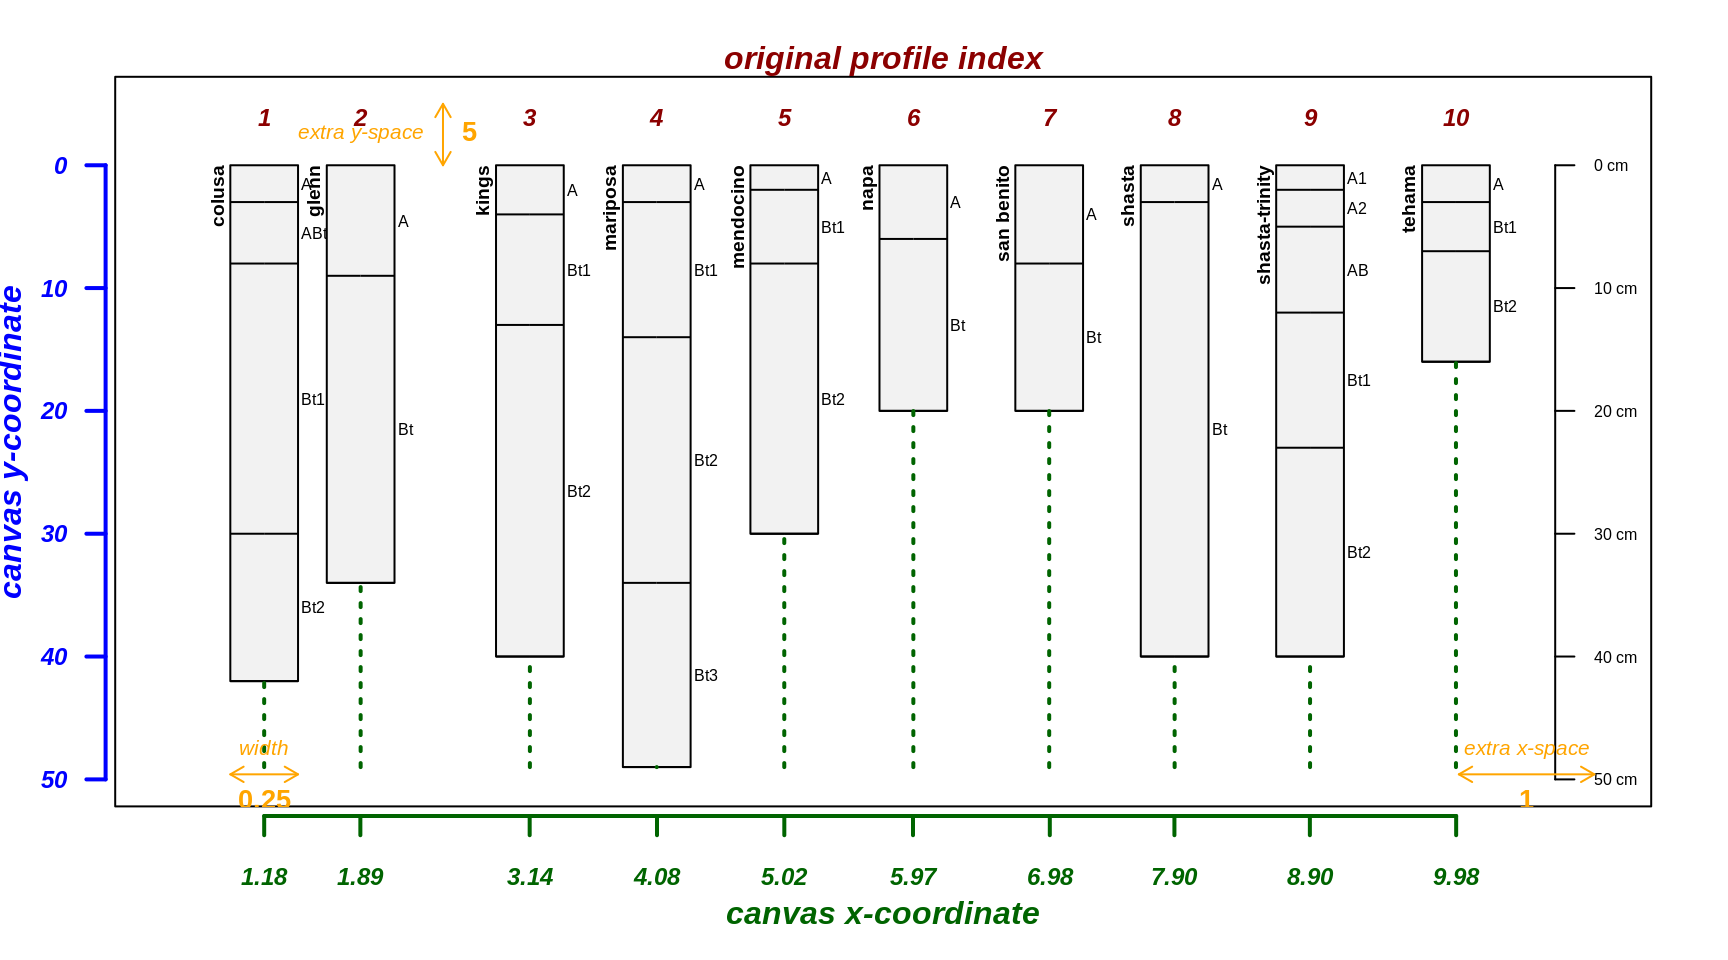 original profile index
1 2 3 4 5 6 7 8 9 10
extra y-space 5
canvas y-coordinate
0
10
20
30
40
50
colusa
A
ABt
Bt1
Bt2
glenn
A
Bt
kings
A
Bt1
Bt2
mariposa
A
Bt1
Bt2
Bt3
mendocino
A
Bt1
Bt2
napa
A
Bt
san benito
A
Bt
shasta
A
Bt
shasta-trinity
A1
A2
AB
Bt1
Bt2
tehama
A
Bt1
Bt2
0 cm
10 cm
20 cm
30 cm
40 cm
50 cm
width
0.25
extra x-space
1
1.18 1.89 3.14 4.08 5.02 5.97 6.98 7.90 8.90 9.98
canvas x-coordinate